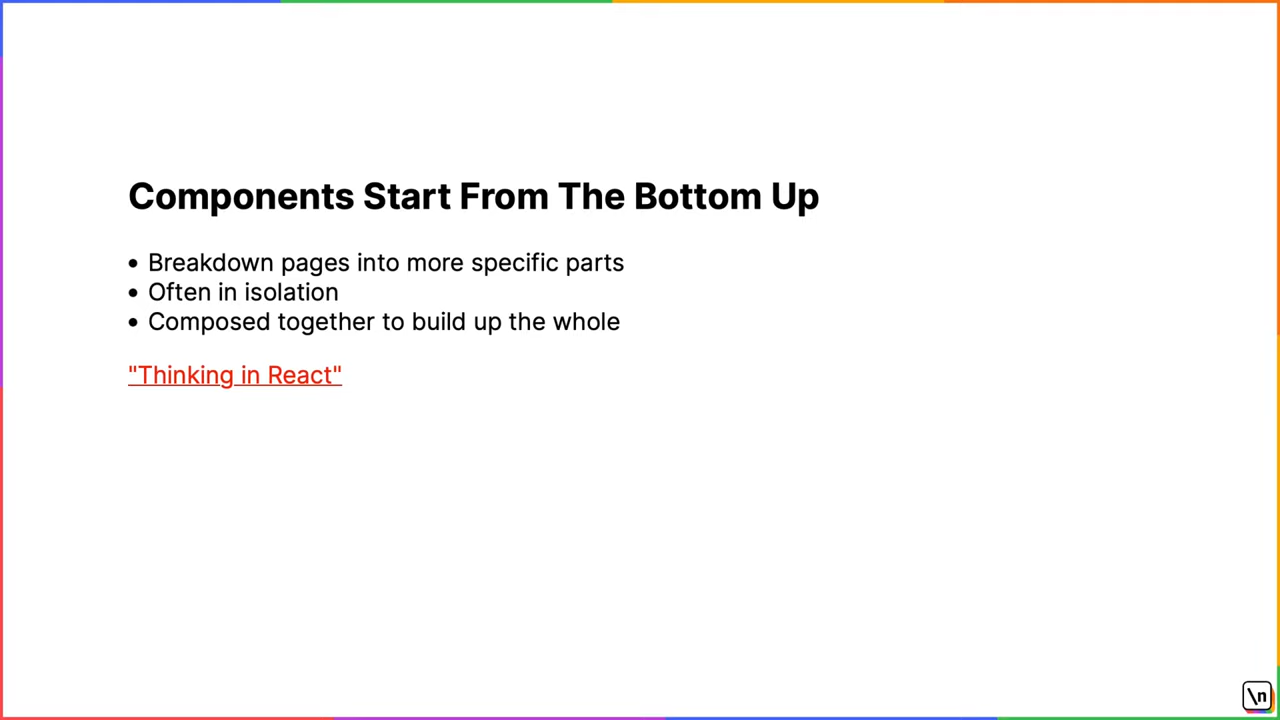 Components Start From The Bottom Up
• Breakdown pages into more specific parts
• Often in isolation
• Composed together to build up the whole
"Thinking in React"
\n